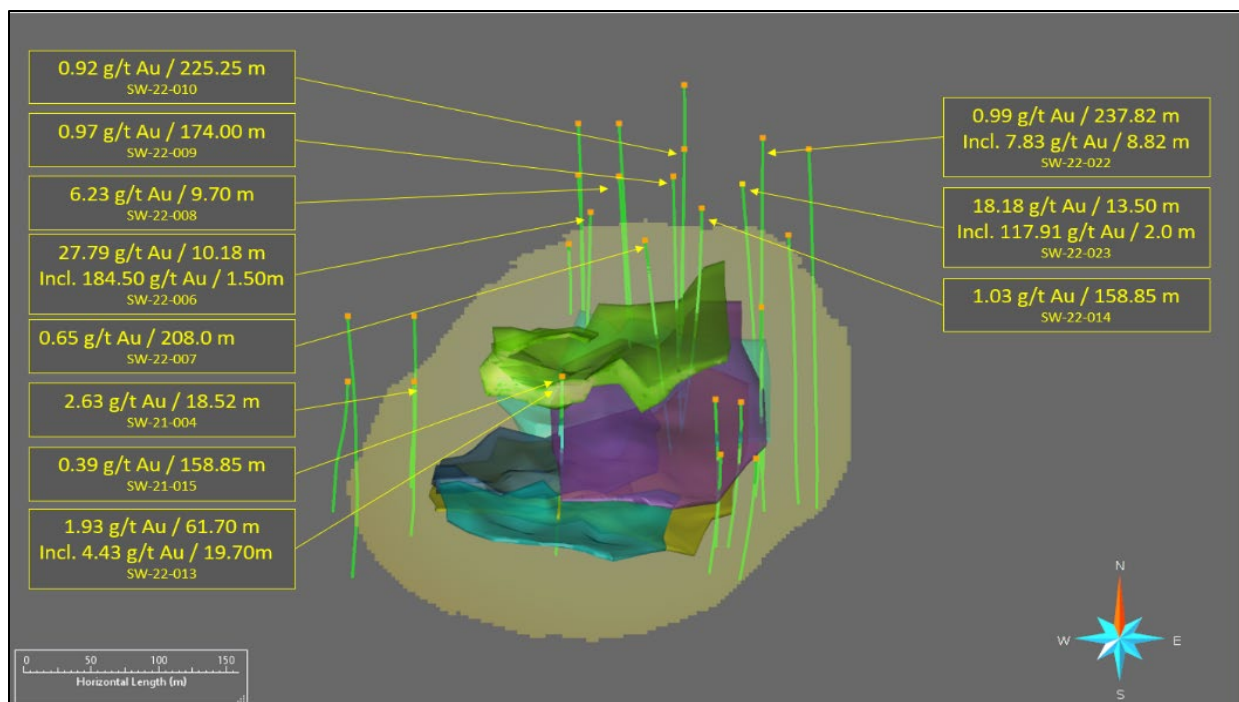 0.92 g/t Au / 225.25 m
SW-22-010
0.97 g/t Au / 174.00 m
SW-22-009
6.23 g/t Au / 9.70 m
SW-22-008
27.79 g/t Au / 10.18 m
Incl. 184.50 g/t Au / 1.50m
SW-22-006
0.65 g/t Au / 208.0 m
SW-22-007
2.63 g/t Au / 18.52 m
SW-21-004
0.39 g/t Au / 158.85 m
SW-21-015
1.93 g/t Au / 61.70 m
Incl. 4.43 g/t Au / 19.70m
SW-22-013
0.99 g/t Au / 237.82 m
Incl. 7.83 g/t Au / 8.82 m
SW-22-022
18.18 g/t Au / 13.50 m
Incl. 117.91 g/t Au / 2.0 m
SW-22-023
1.03 g/t Au / 158.85 m
SW-22-014
N
W E
S
0 50 100 150
Horizontal Length (m)